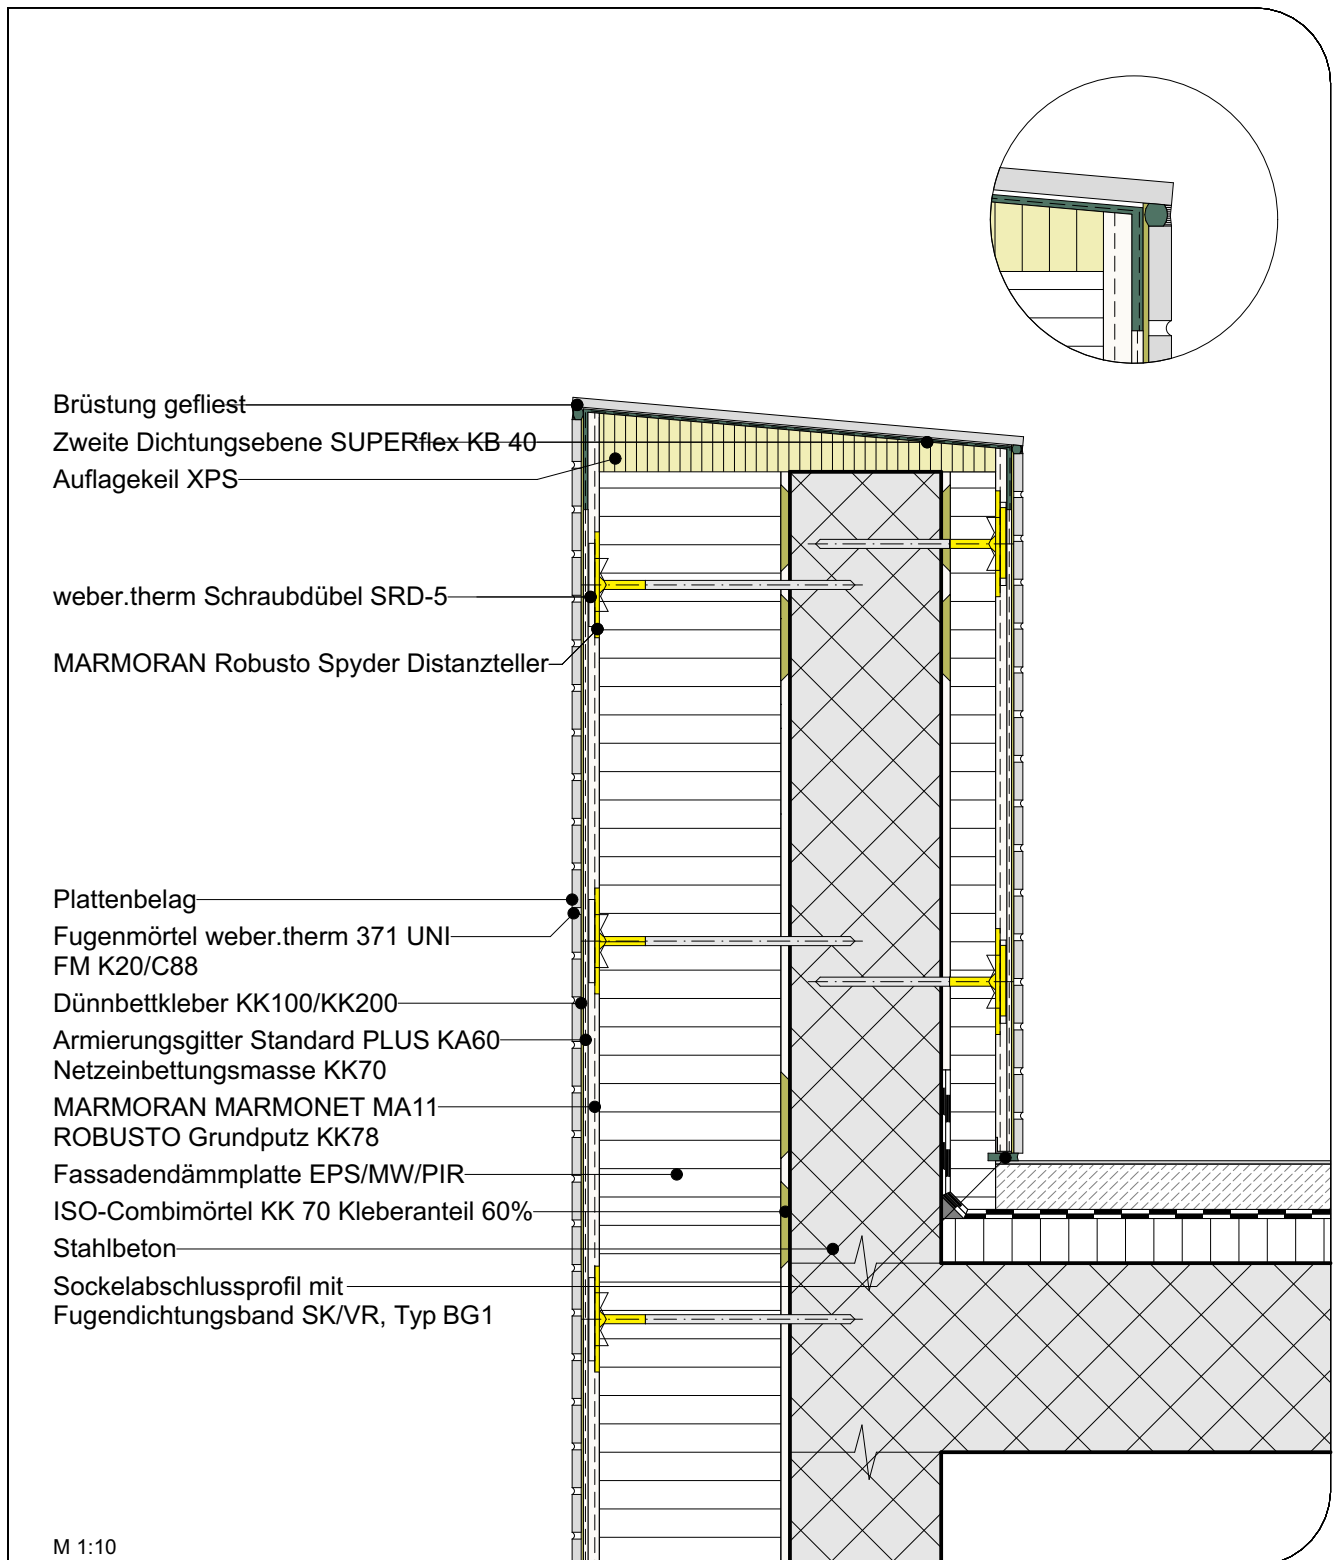 Brüstung gefliest
Zweite Dichtungsebene SUPERflex KB 40
Auflagekeil XPS
weber.therm Schraubdübel SRD-5
MARMORAN Robusto Spyder Distanzteller
Plattenbelag
Fugenmörtel weber.therm 371 UNI
FM K20/C88
Dünnbettkleber KK100/KK200
Armierungsgitter Standard PLUS KA60
Netzeinbettungsmasse KK70
MARMORAN MARMONET MA11
ROBUSTO Grundputz KK78
Fassadendämmplatte EPS/MW/PIR
ISO-Combimörtel KK 70 Kleberanteil 60%
Stahlbeton
Sockelabschlussprofil mit
Fugendichtungsband SK/VR, Typ BG1
M 1:10